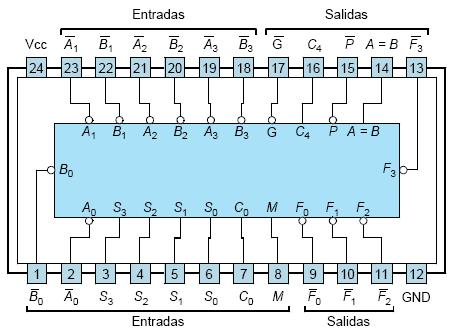 Entradas Salidas
Vcc A̅₁ B̅₁ A̅₂ B̅₂ A̅₃ B̅₃ G̅ C₄ P̅ A = B F̅₃
24 23 22 21 20 19 18 17 16 15 14 13
A₁ B₁ A₂ B₂ A₃ B₃ G C₄ P A = B
B₀ F₃
A₀ S₃ S₂ S₁ S₀ C₀ M F₀ F₁ F₂
1 2 3 4 5 6 7 8 9 10 11 12
B̅₀ A̅₀ S₃ S₂ S₁ S₀ C₀ M F̅₀ F̅₁ F̅₂ GND
Entradas Salidas